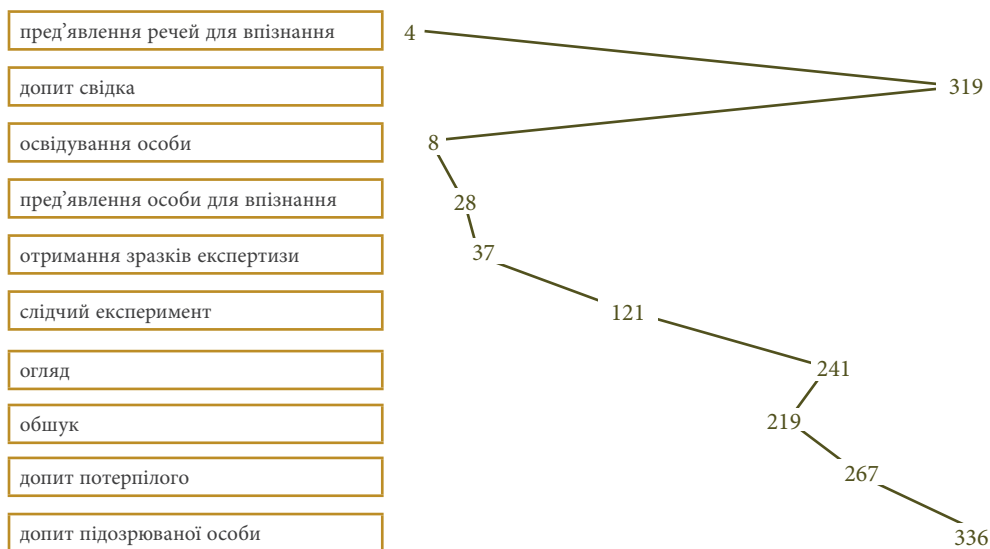 пред’явлення речей для впізнання 4
допит свідка 319
освідування особи 8
пред’явлення особи для впізнання 28
отримання зразків експертизи 37
слідчий експеримент 121
огляд 241
обшук 219
допит потерпілого 267
допит підозрюваної особи 336